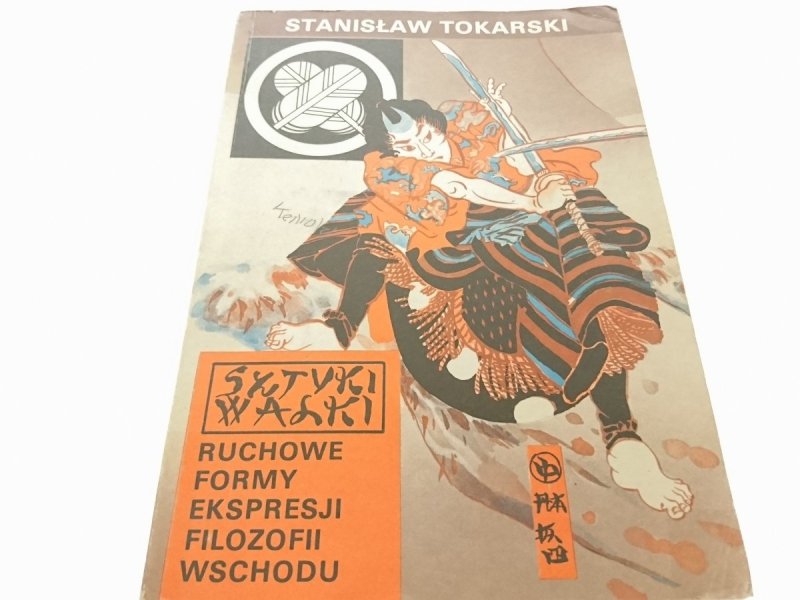 STANISŁAW TOKARSKI
SZTUKI
WALKI
RUCHOWE
FORMY
EKSPRESJI
FILOZOFII
WSCHODU